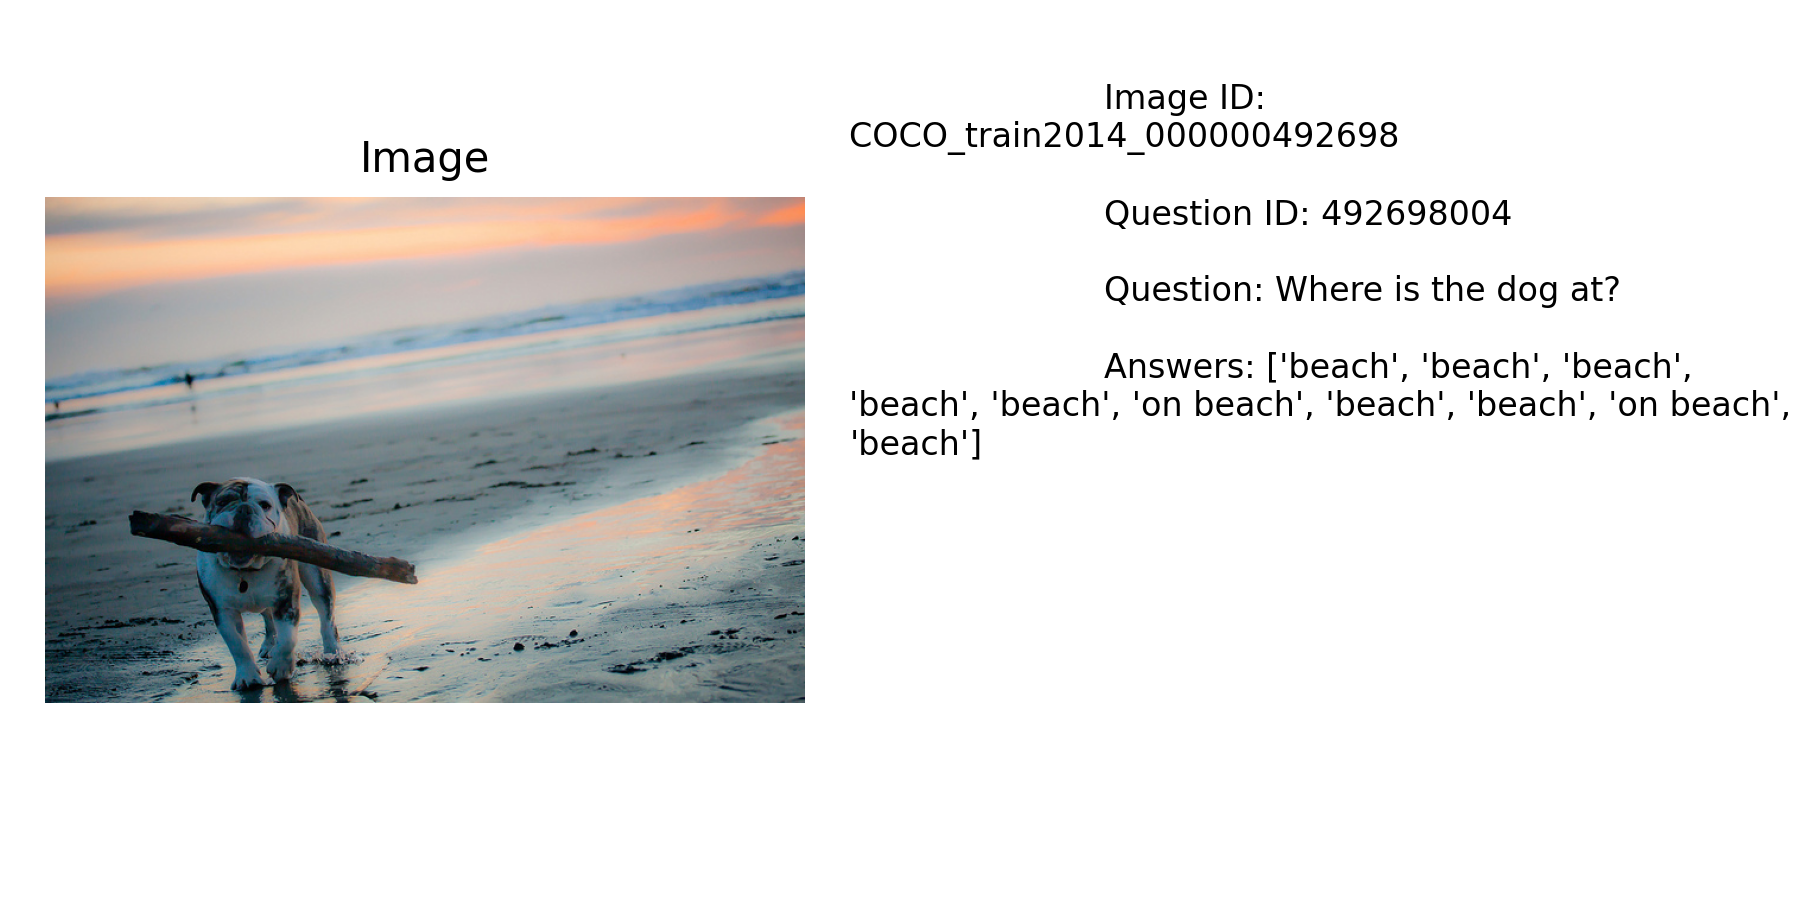 Image
Image ID:
COCO_train2014_000000492698
Question ID: 492698004
Question: Where is the dog at?
Answers: ['beach', 'beach', 'beach',
'beach', 'beach', 'on beach', 'beach', 'beach', 'on beach',
'beach']